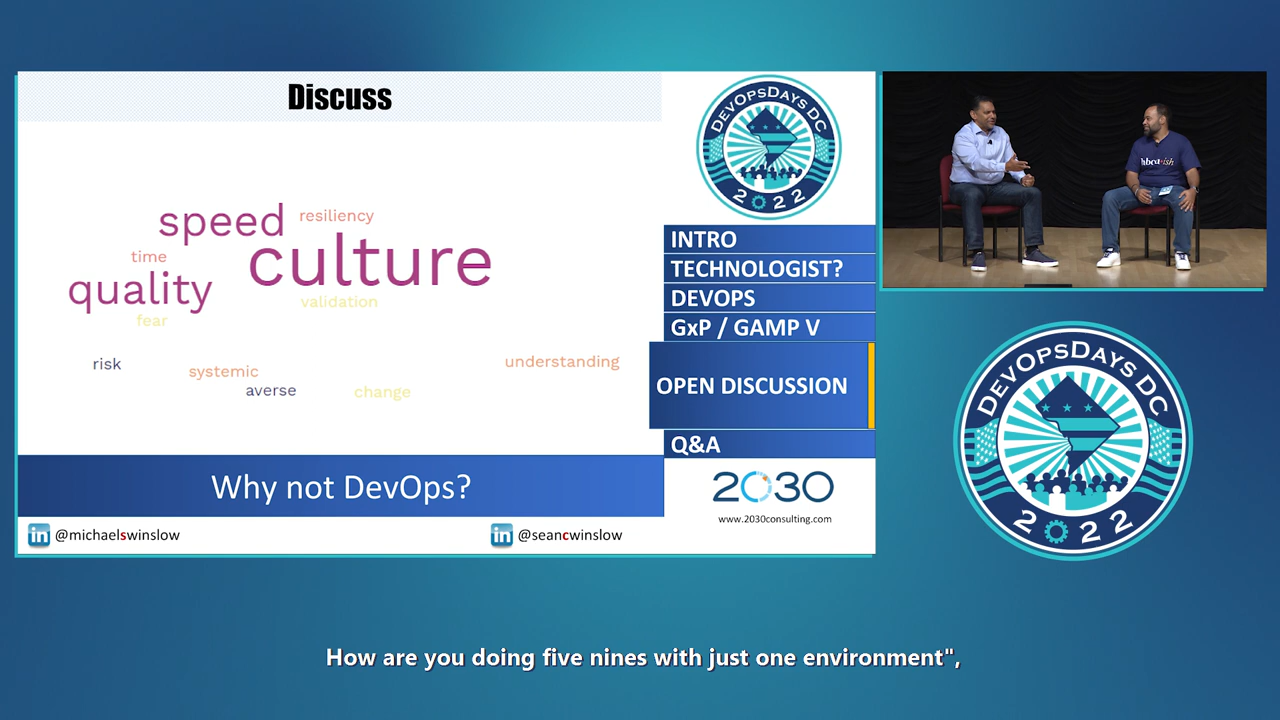 Discuss
speed
resiliency
time
culture
quality
validation
fear
risk
systemic
averse
change
understanding
Why not DevOps?
@michaelswinslow
@seancwinslow
DEVOPSDAYS DC
2022
INTRO
TECHNOLOGIST?
DEVOPS
GxP / GAMP V
OPEN DISCUSSION
Q&A
2030
www.2030consulting.com
in
in
DEVOPSDAYS DC
2022
How are you doing five nines with just one environment",